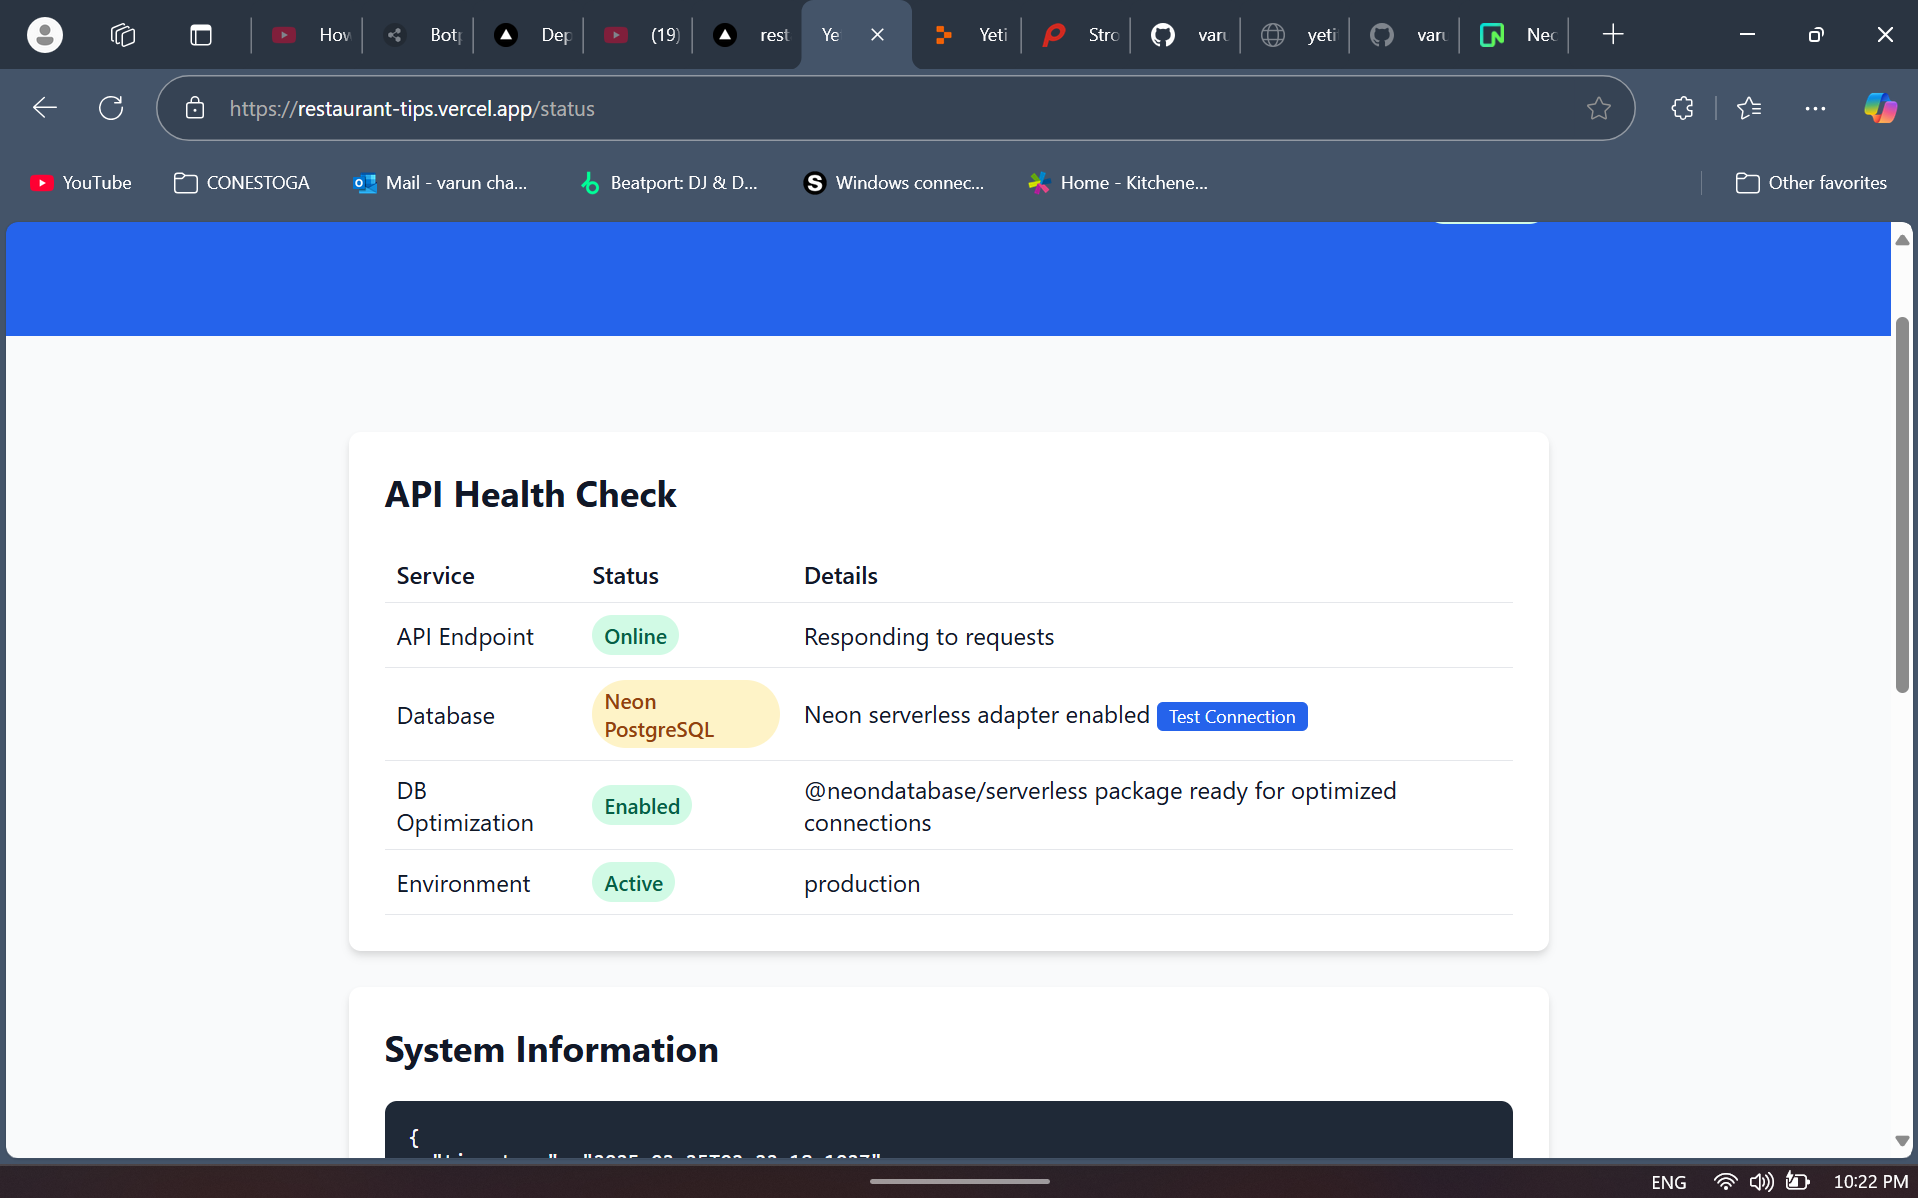 How
Bot
Dep
(19)
rest
Ye
Yeti
Stro
varu
yeti
varu
Nec
https://restaurant-tips.vercel.app/status
YouTube
CONESTOGA
Mail - varun cha...
Beatport: DJ & D...
Windows connec...
Home - Kitchene...
Other favorites
API Health Check
Service Status Details
API Endpoint Online Responding to requests
Database Neon PostgreSQL Neon serverless adapter enabled Test Connection
DB Optimization Enabled @neondatabase/serverless package ready for optimized connections
Environment Active production
System Information
{
ENG
10:22 PM